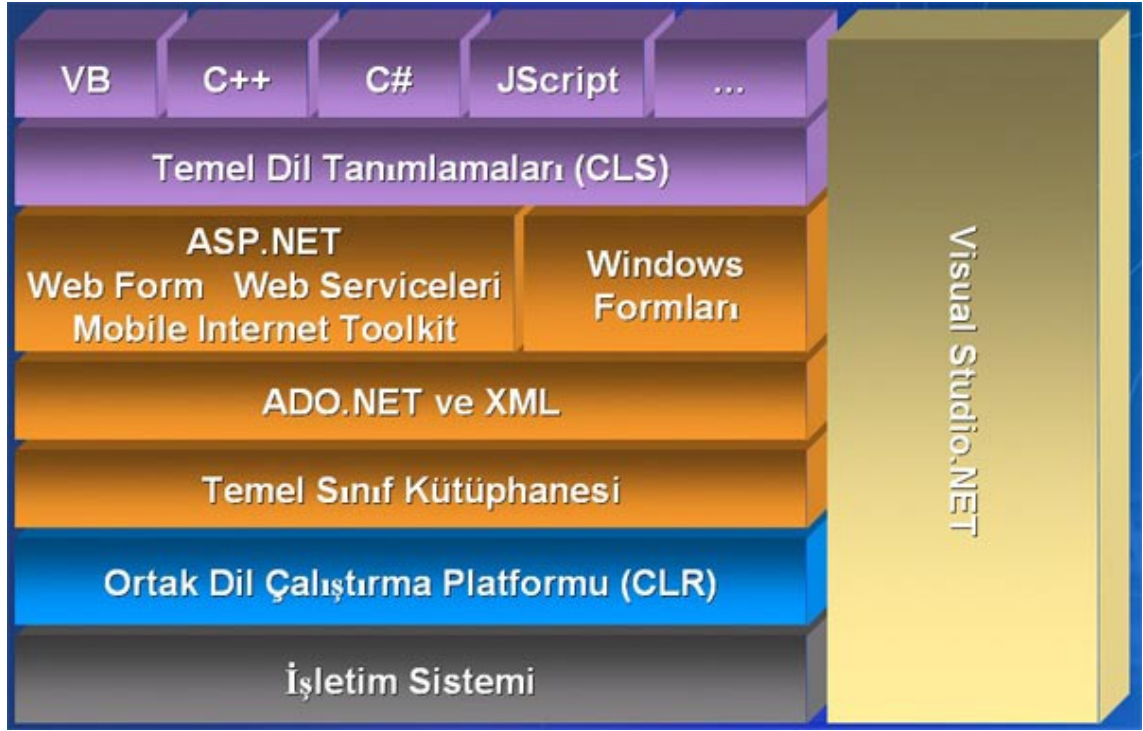 VB
C++
C#
JScript
...
Temel Dil Tanımlamaları (CLS)
ASP.NET
Web Form Web Serviceleri
Mobile Internet Toolkit
Windows
Formları
ADO.NET ve XML
Temel Sınıf Kütüphanesi
Ortak Dil Çalıştırma Platformu (CLR)
İşletim Sistemi
Visual Studio.NET